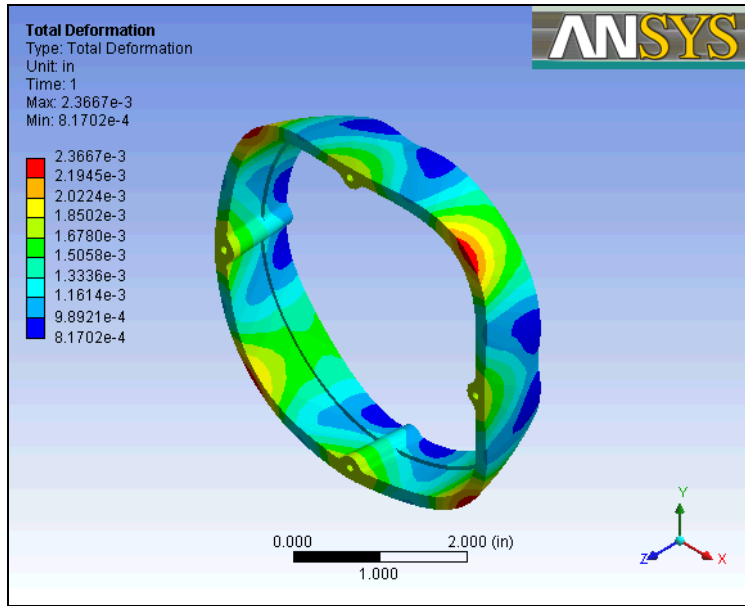 Total Deformation
Type: Total Deformation
Unit: in
Time: 1
Max: 2.3667e-3
Min: 8.1702e-4
ANSYS
2.3667e-3
2.1945e-3
2.0224e-3
1.8502e-3
1.6780e-3
1.5058e-3
1.3336e-3
1.1614e-3
9.8921e-4
8.1702e-4
0.000
2.000 (in)
1.000
Y
Z
X